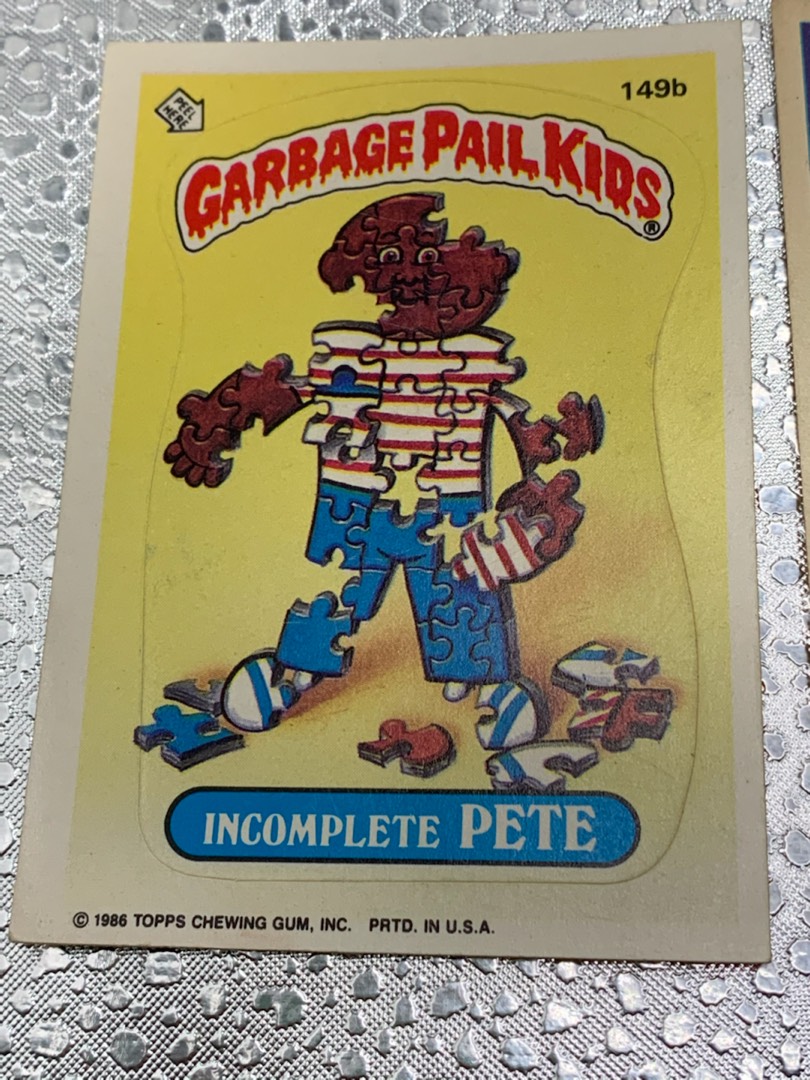 149b
PEEL
HERE
GARBAGE PAIL KIDS®
INCOMPLETE PETE
© 1986 TOPPS CHEWING GUM, INC. PRTD. IN U.S.A.